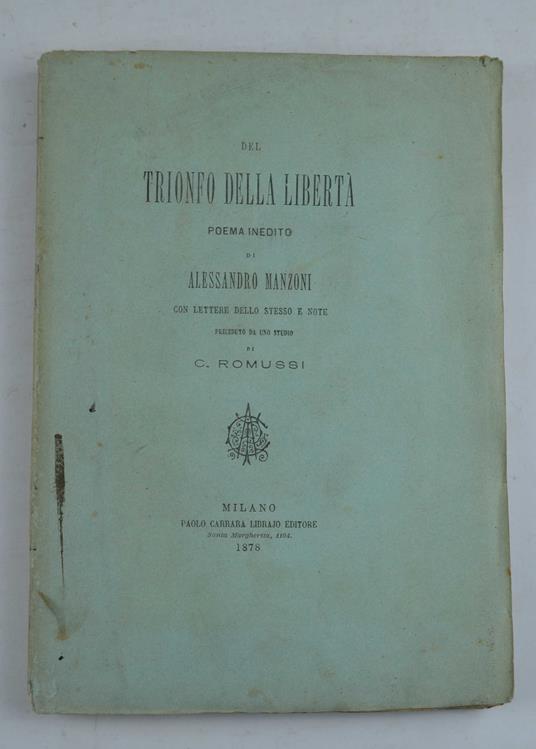 DEL
TRIONFO DELLA LIBERTÀ
POEMA INEDITO
DI
ALESSANDRO MANZONI
CON LETTERE DELLO STESSO E NOTE
PRECEDUTO DA UNO STUDIO
DI
C. ROMUSSI
MILANO
PAOLO CARRARA LIBRAJO EDITORE
Santa Margherita, 1104.
1878